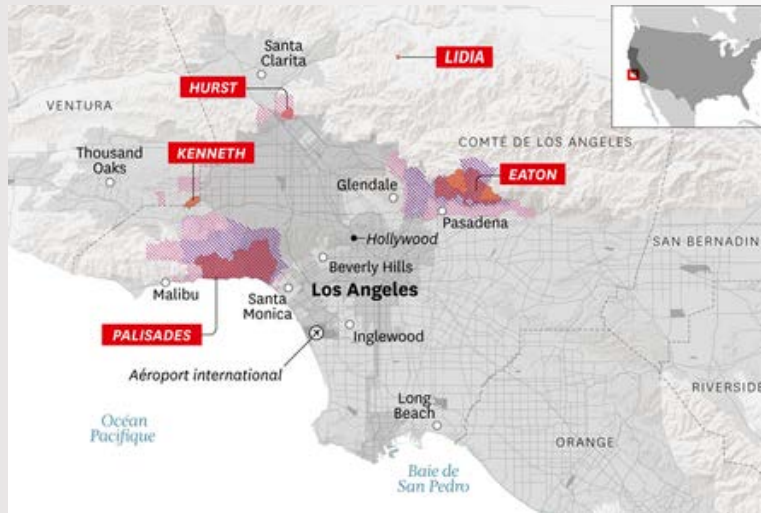 Santa
Clarita
LIDIA
HURST
VENTURA
COMTÉ DE LOS ANGELES
KENNETH
Thousand
Oaks
EATON
Glendale
Pasadena
Hollywood
SAN BERNADIN
Beverly Hills
Los Angeles
Malibu
Santa
Monica
PALISADES
Inglewood
Aéroport international
RIVERSIDE
Long
Beach
Océan
Pacifique
ORANGE
Baie de
San Pedro